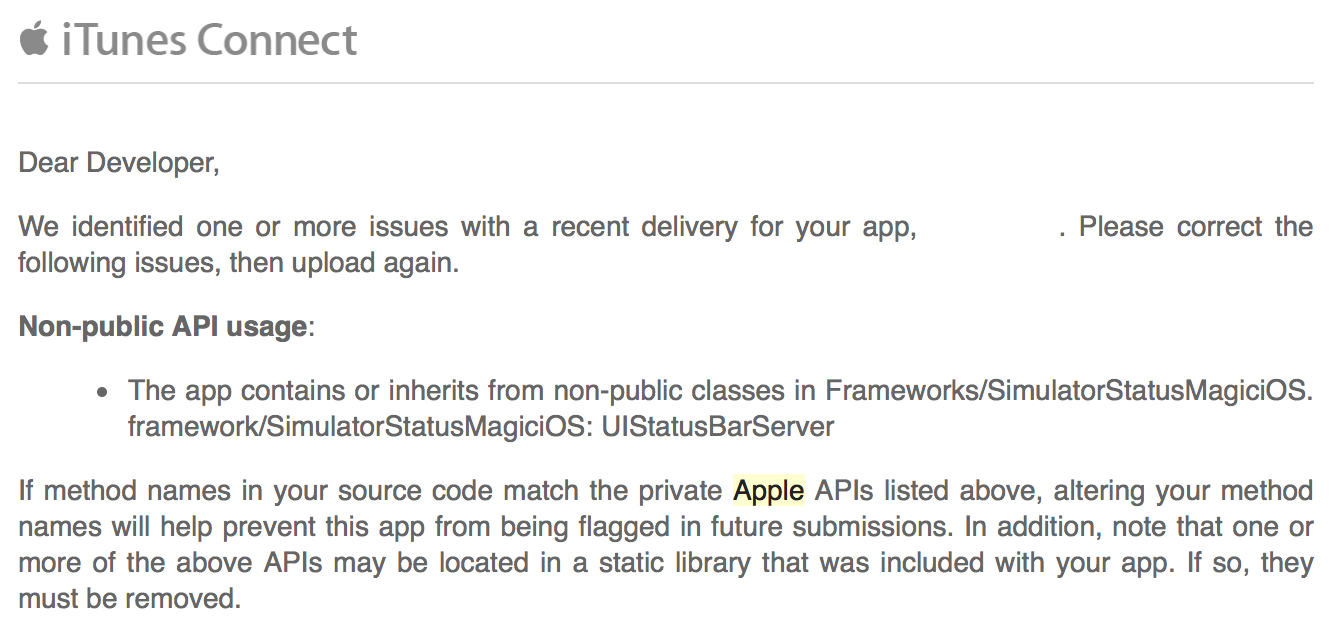 iTunes Connect
Dear Developer,
We identified one or more issues with a recent delivery for your app, . Please correct the
following issues, then upload again.
Non-public API usage:
• The app contains or inherits from non-public classes in Frameworks/SimulatorStatusMagiciOS.
framework/SimulatorStatusMagiciOS: UIStatusBarServer
If method names in your source code match the private Apple APIs listed above, altering your method
names will help prevent this app from being flagged in future submissions. In addition, note that one or
more of the above APIs may be located in a static library that was included with your app. If so, they
must be removed.